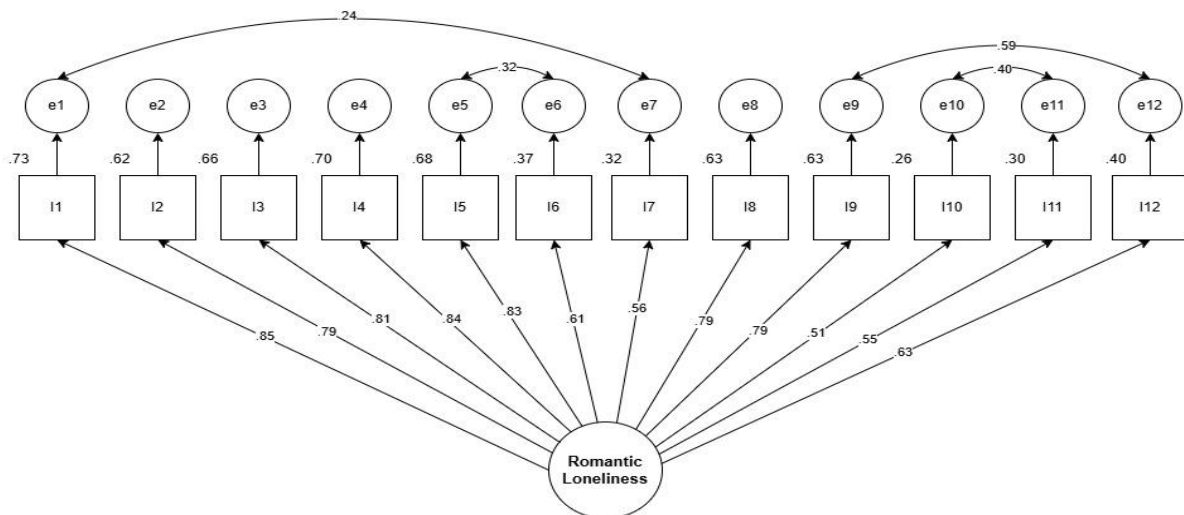 .24
.59
.32
.40
e1 e2 e3 e4 e5 e6 e7 e8 e9 e10 e11 e12
.73 .62 .66 .70 .68 .37 .32 .63 .63 .26 .30 .40
I1 I2 I3 I4 I5 I6 I7 I8 I9 I10 I11 I12
.85 .79 .81 .84 .83 .61 .56 .79 .79 .51 .55 .63
Romantic
Loneliness